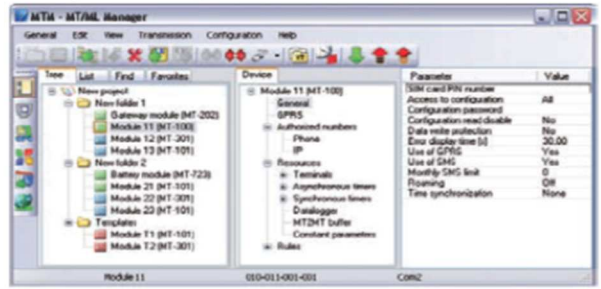 MTM - MT/ML Manager
General Edit View Transmission Configuration Help
Tree List Find Favorites
New project
New folder 1
Gateway module (MT-202)
Module 11 (MT-100)
Module 12 (MT-301)
Module 13 (MT-101)
New folder 2
Battery module (MT-723)
Module 21 (MT-101)
Module 22 (MT-301)
Module 23 (MT-101)
Templates
Module T1 (MT-101)
Module T2 (MT-301)
Device
Module 11 (MT-100)
General
GPRS
Authorized numbers
Phone
IP
Resources
Terminals
Asynchronous timers
Synchronous timers
Datalogger
MT2MT buffer
Constant parameters
Rules
Parameter Value
SIM card PIN number
Access to configuration All
Configuration password
Configuration read disable No
Data write protection No
Error display time [s] 30,00
Use of GPRS Yes
Use of SMS Yes
Monthly SMS limit 0
Roaming Off
Time synchronization None
Module 11 010-011-001-001 Com2